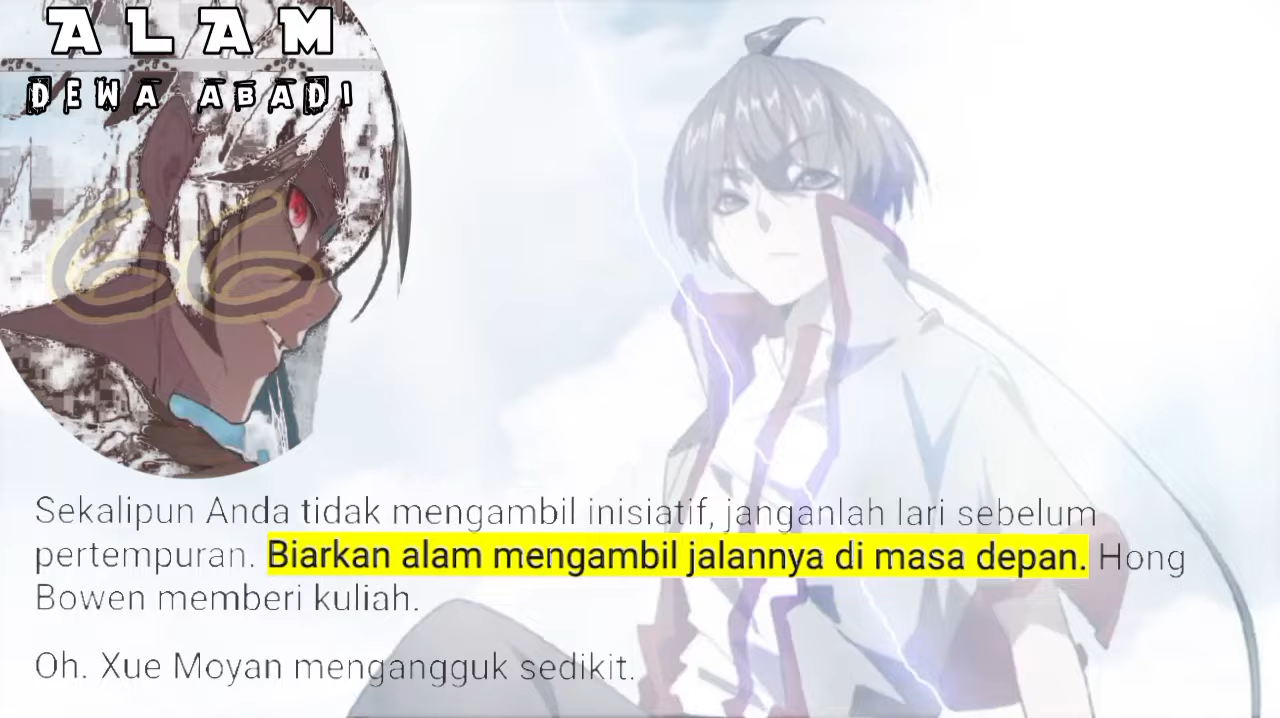 ALAM
DEWA ABADI
66
Sekalipun Anda tidak mengambil inisiatif, janganlah lari sebelum
pertempuran. Biarkan alam mengambil jalannya di masa depan. Hong
Bowen memberi kuliah.
Oh. Xue Moyan mengangguk sedikit.